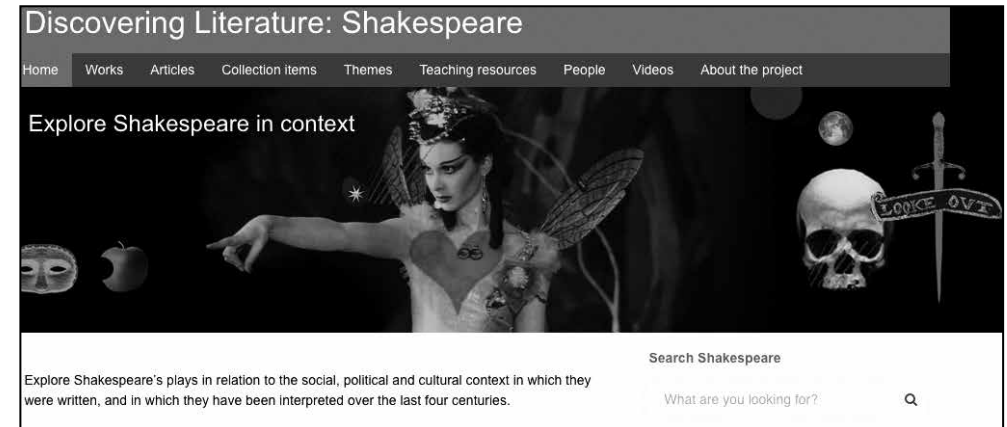 Discovering Literature: Shakespeare
Home Works Articles Collection items Themes Teaching resources People Videos About the project
Explore Shakespeare in context
LOOKE OVT
Search Shakespeare
Explore Shakespeare's plays in relation to the social, political and cultural context in which they
were written, and in which they have been interpreted over the last four centuries.
What are you looking for?